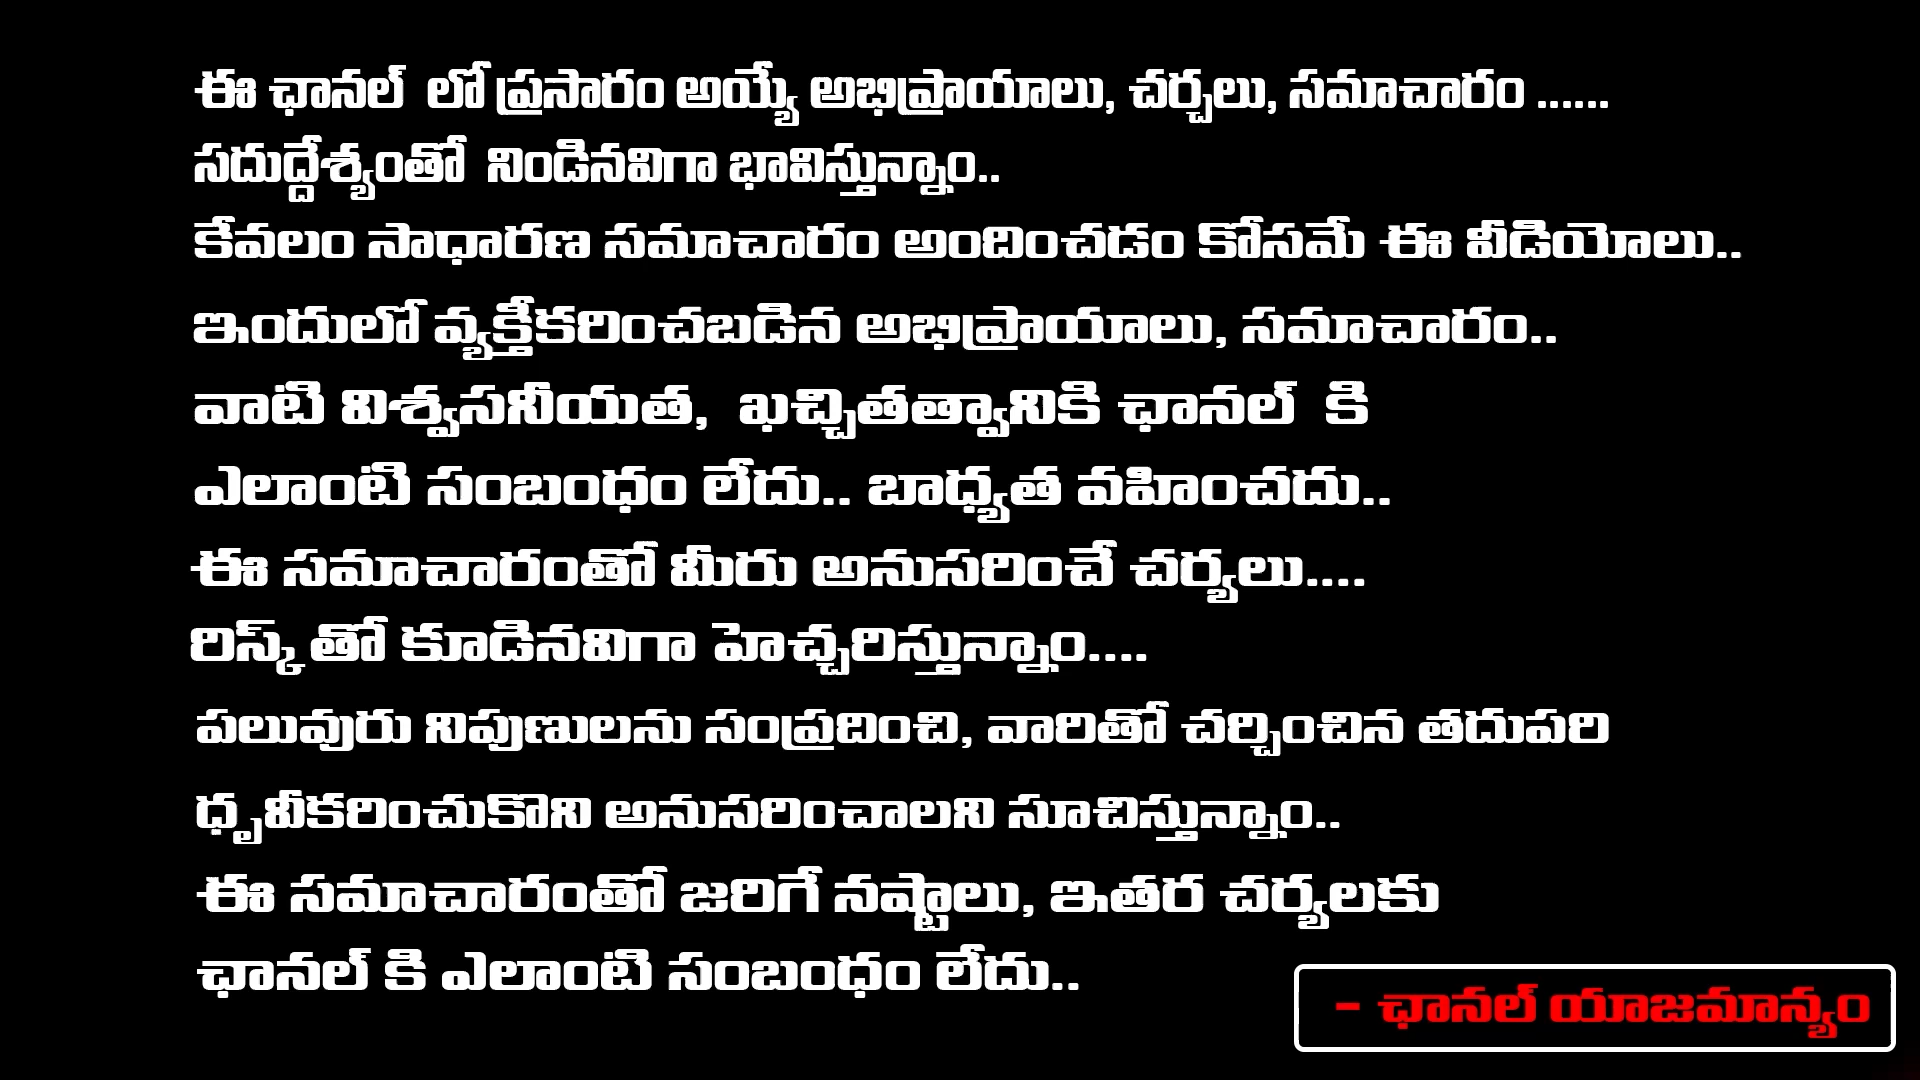 ఈ ఛానల్ లో ప్రసారం అయ్యే అభిప్రాయాలు, చర్చలు, సమాచారం ......
సదుద్దేశ్యంతో నిండినవిగా భావిస్తున్నాం..
కేవలం సాధారణ సమాచారం అందించడం కోసమే ఈ వీడియోలు..
ఇందులో వ్యక్తీకరించబడిన అభిప్రాయాలు, సమాచారం..
వాటి విశ్వసనీయత, ఖచ్చితత్వానికి ఛానల్ కి
ఎలాంటి సంబంధం లేదు.. బాధ్యత వహించదు..
ఈ సమాచారంతో మీరు అనుసరించే చర్యలు....
రిస్క్ తో కూడినవిగా హెచ్చరిస్తున్నాం....
పలువురు నిపుణులను సంప్రదించి, వారితో చర్చించిన తదుపరి
ధృవీకరించుకొని అనుసరించాలని సూచిస్తున్నాం..
ఈ సమాచారంతో జరిగే నష్టాలు, ఇతర చర్యలకు
ఛానల్ కి ఎలాంటి సంబంధం లేదు..
- ఛానల్ యాజమాన్యం